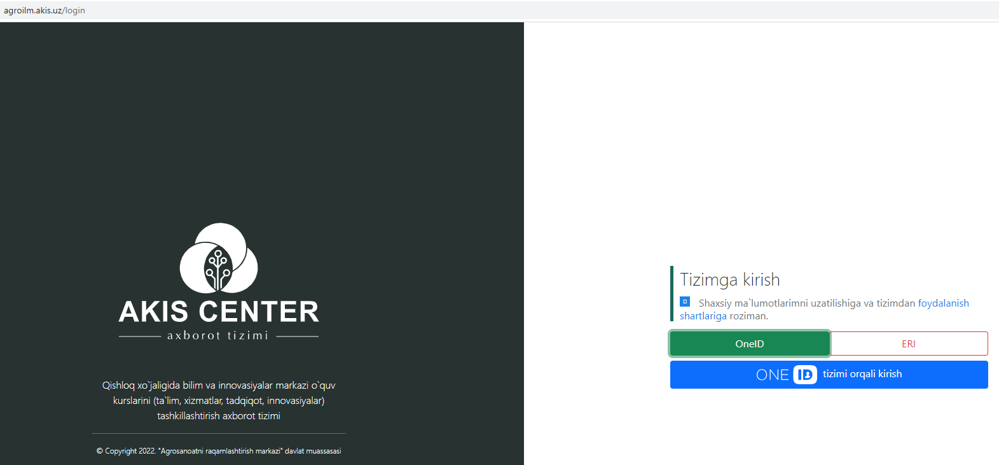 agroilm.akis.uz/login
AKIS CENTER
axborot tizimi
Qishloq xo`jaligida bilim va innovasiyalar markazi o`quv
kurslarini (ta`lim, xizmatlar, tadqiqot, innovasiyalar)
tashkillashtirish axborot tizimi
© Copyright 2022. "Agrosanoatni raqamlashtirish markazi" davlat muassasasi
Tizimga kirish
Shaxsiy ma`lumotlarimni uzatilishiga va tizimdan foydalanish
shartlariga roziman.
OneID ERI
ONE ID tizimi orqali kirish